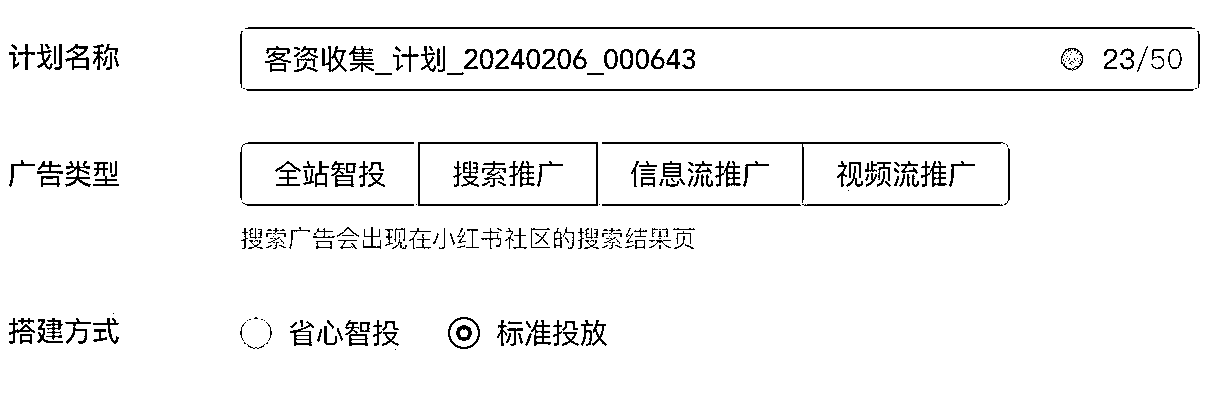 计划名称 客资收集_计划_20240206_000643 23/50
广告类型 全站智投 搜索推广 信息流推广 视频流推广
搜索广告会出现在小红书社区的搜索结果页
搭建方式 省心智投 标准投放